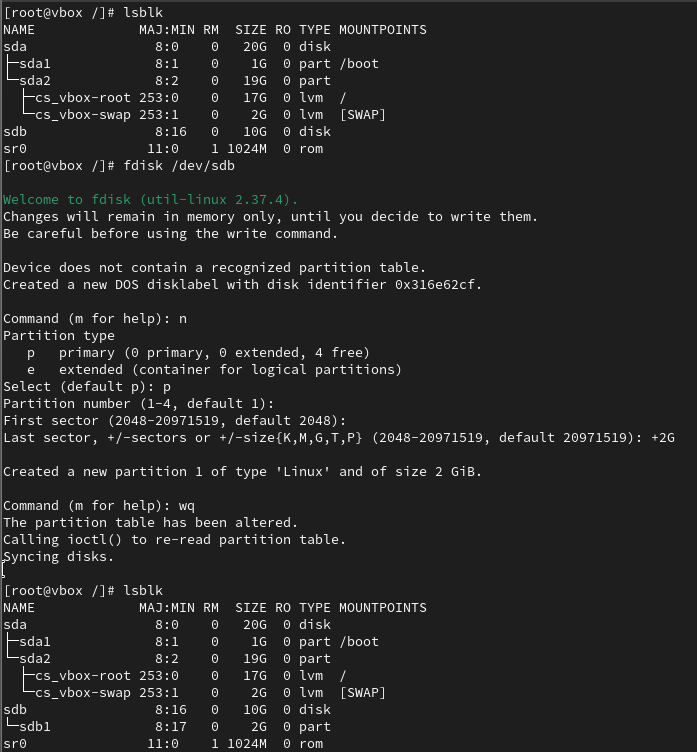 [root@vbox /]# lsblk
NAME             MAJ:MIN RM  SIZE RO TYPE MOUNTPOINTS
sda                8:0    0   20G  0 disk
├─sda1             8:1    0    1G  0 part /boot
└─sda2             8:2    0   19G  0 part
  ├─cs_vbox-root 253:0    0   17G  0 lvm  /
  └─cs_vbox-swap 253:1    0    2G  0 lvm  [SWAP]
sdb                8:16   0   10G  0 disk
sr0               11:0    1 1024M  0 rom
[root@vbox /]# fdisk /dev/sdb

Welcome to fdisk (util-linux 2.37.4).
Changes will remain in memory only, until you decide to write them.
Be careful before using the write command.

Device does not contain a recognized partition table.
Created a new DOS disklabel with disk identifier 0x316e62cf.

Command (m for help): n
Partition type
   p   primary (0 primary, 0 extended, 4 free)
   e   extended (container for logical partitions)
Select (default p): p
Partition number (1-4, default 1):
First sector (2048-20971519, default 2048):
Last sector, +/-sectors or +/-size{K,M,G,T,P} (2048-20971519, default 20971519): +2G

Created a new partition 1 of type 'Linux' and of size 2 GiB.

Command (m for help): wq
The partition table has been altered.
Calling ioctl() to re-read partition table.
Syncing disks.

[root@vbox /]# lsblk
NAME             MAJ:MIN RM  SIZE RO TYPE MOUNTPOINTS
sda                8:0    0   20G  0 disk
├─sda1             8:1    0    1G  0 part /boot
└─sda2             8:2    0   19G  0 part
  ├─cs_vbox-root 253:0    0   17G  0 lvm  /
  └─cs_vbox-swap 253:1    0    2G  0 lvm  [SWAP]
sdb                8:16   0   10G  0 disk
└─sdb1             8:17   0    2G  0 part
sr0               11:0    1 1024M  0 rom